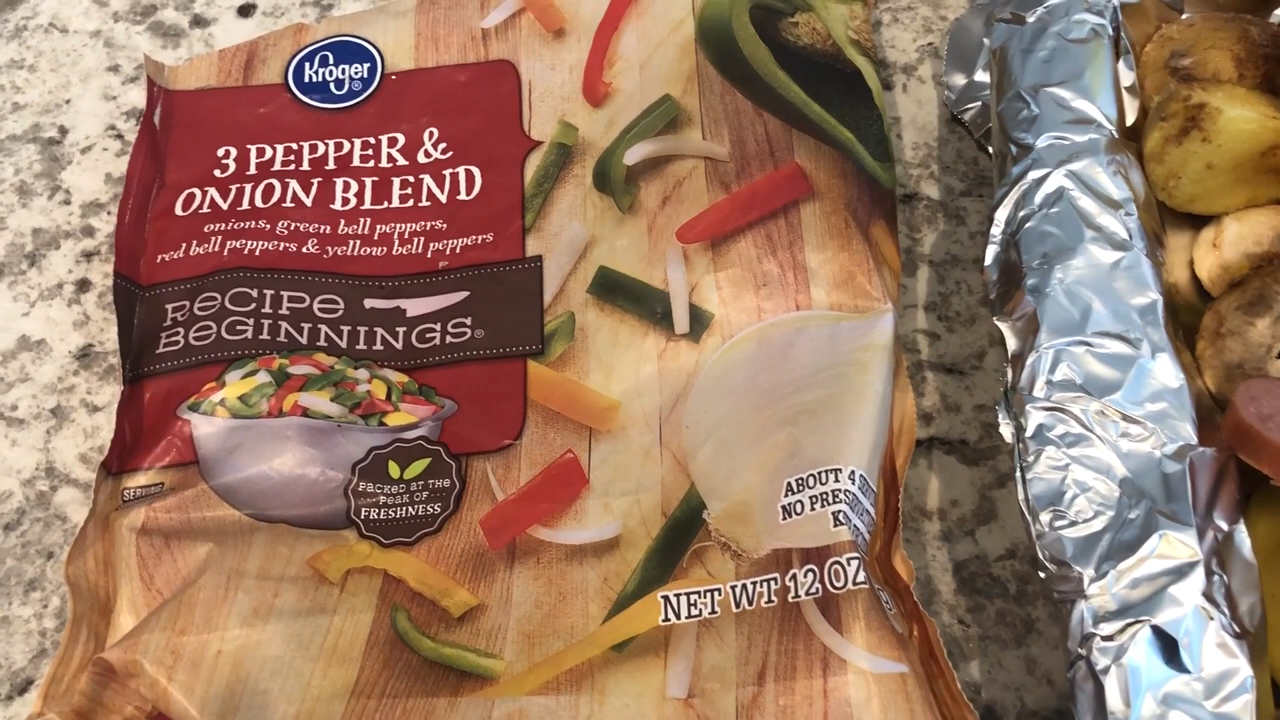 Kroger
3 PEPPER &
ONION BLEND
onions, green bell peppers,
red bell peppers & yellow bell peppers
RECIPE
BEGINNINGS®
PACKED AT THE
PEAK OF
FRESHNESS
SERVING
ABOUT 4
NO
NET WT 12 OZ